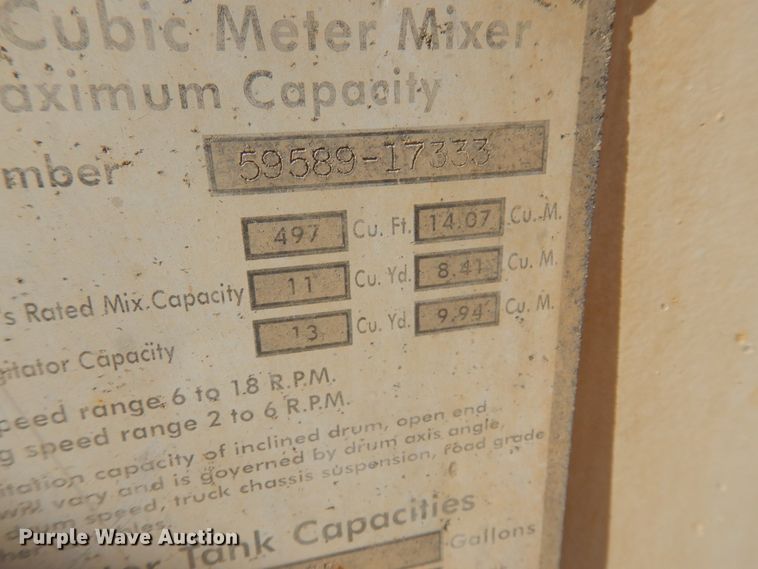 Cubic Meter Mixer
aximum Capacity
mber 59589-17333
497 Cu. Ft. 14.07 Cu. M.
's Rated Mix Capacity 11 Cu. Yd. 8.41 Cu. M.
gitator Capacity 13 Cu. Yd. 9.94 Cu. M.
peed range 6 to 18 R.P.M.
g speed range 2 to 6 R.P.M.
itation capacity of inclined drum, open end
will vary and is governed by drum axis angle,
drum speed, truck chassis suspension, road grade
Tank Capacities
Gallons
Purple Wave Auction